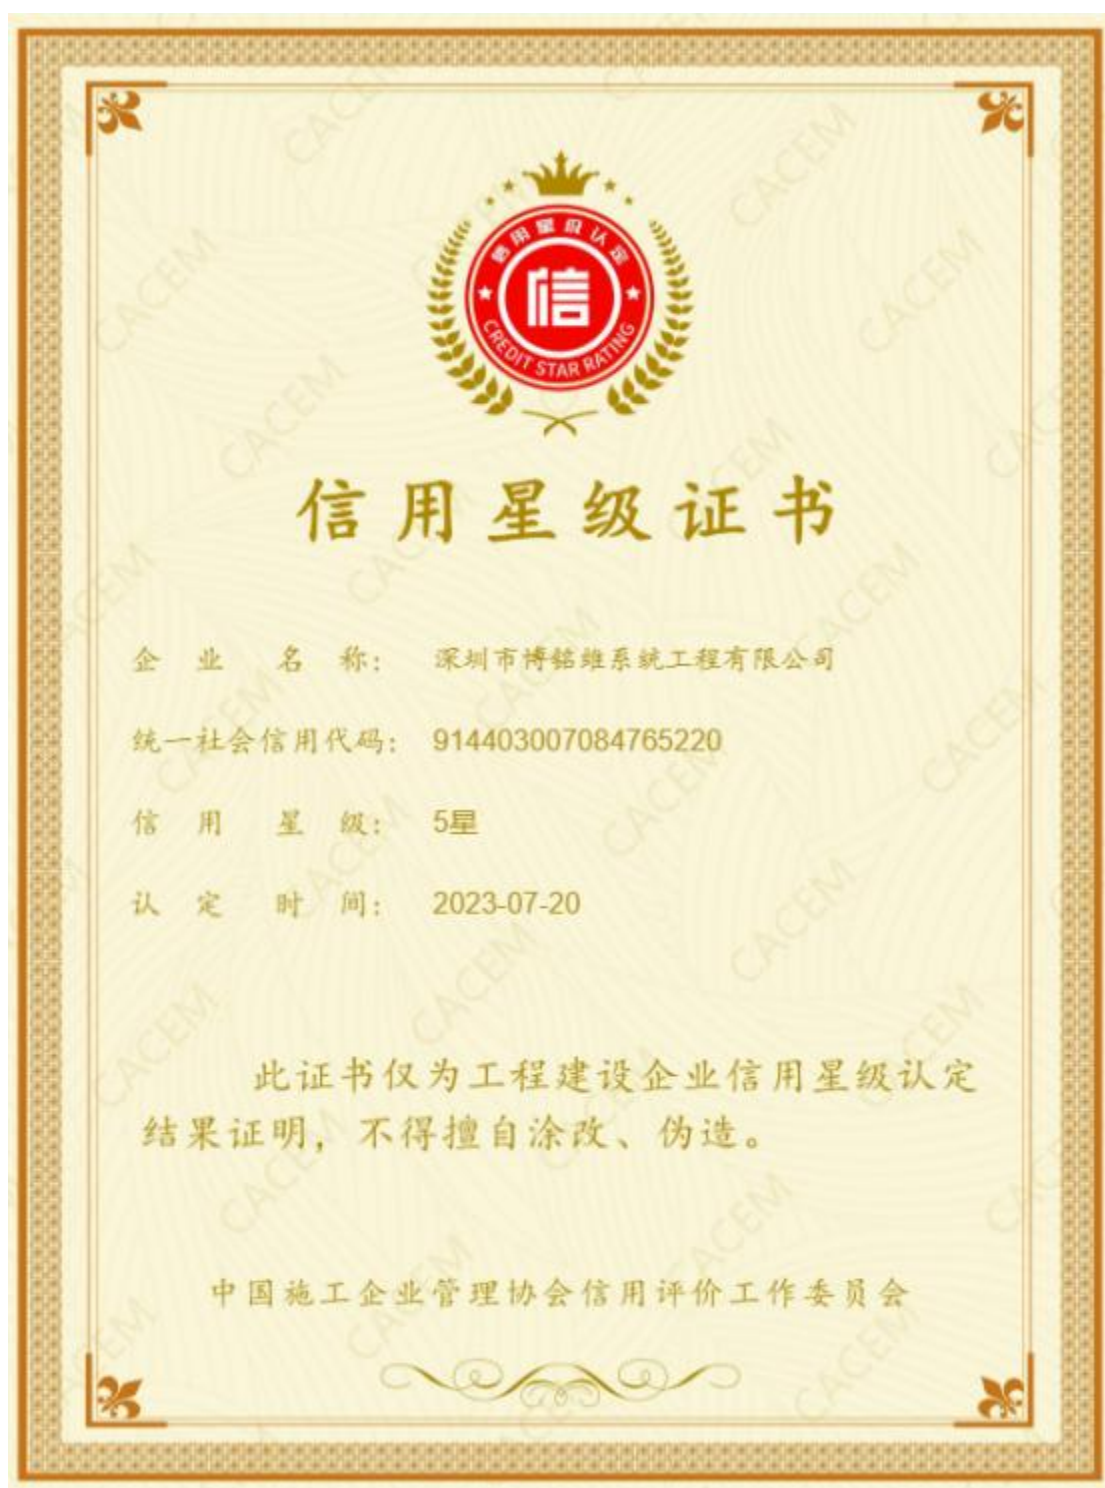 信用星级认定
信
CREDIT STAR RATING
信用星级证书
企业名称： 深圳市博铭维系统工程有限公司
统一社会信用代码： 914403007084765220
信用星级： 5星
认定时间： 2023-07-20
此证书仅为工程建设企业信用星级认定
结果证明，不得擅自涂改、伪造。
中国施工企业管理协会信用评价工作委员会
CACEM